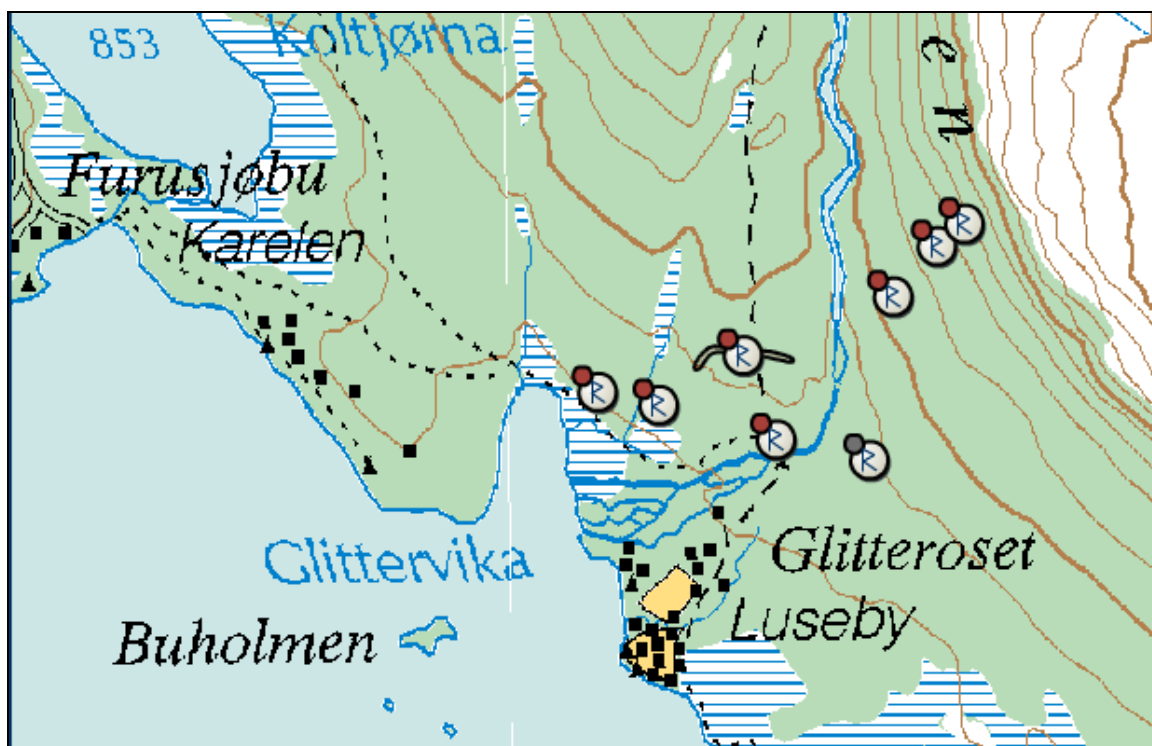 853
Koltjørna
e
n
Furusjøbu
Karelen
Glittervika
Glitteroset
Luseby
Buholmen